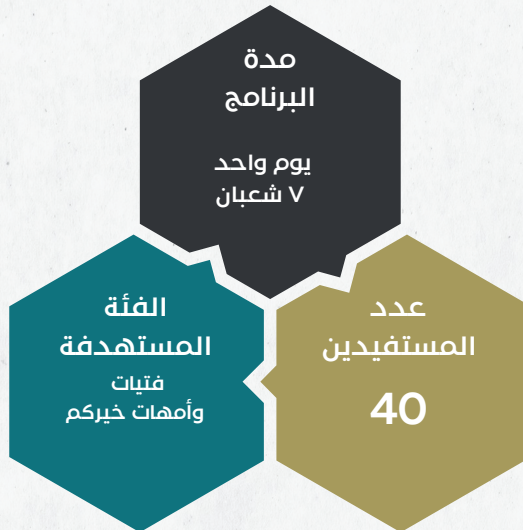 مدة
البرنامج
يوم واحد
٧ شعبان
عدد
المستفيدين
40
الفئة
المستهدفة
فتيات
وأمهات خيركم